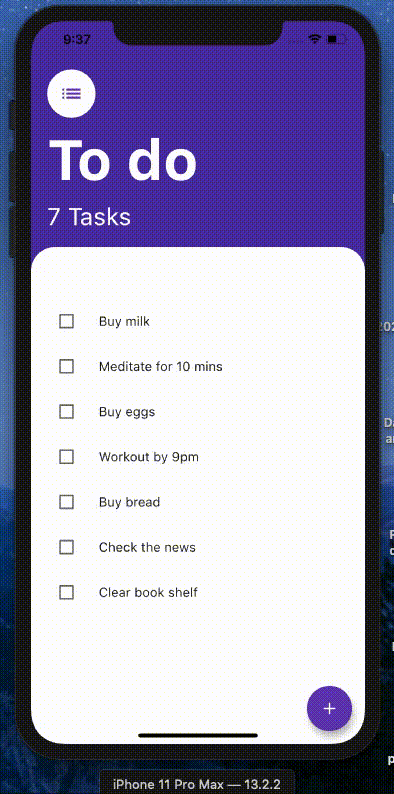 9:37
To do
7 Tasks
Buy milk
Meditate for 10 mins
Buy eggs
Workout by 9pm
Buy bread
Check the news
Clear book shelf
+
iPhone 11 Pro Max — 13.2.2